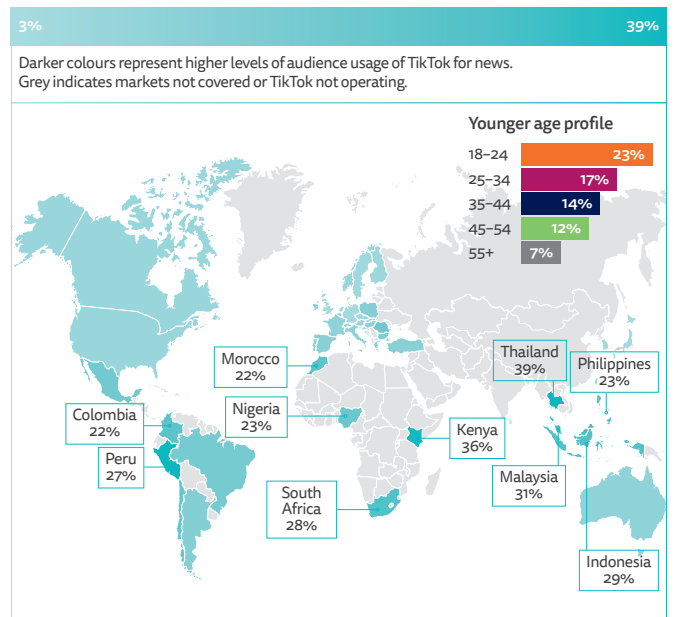 3% 39%
Darker colours represent higher levels of audience usage of TikTok for news.
Grey indicates markets not covered or TikTok not operating.
Younger age profile
18–24 23%
25–34 17%
35–44 14%
45–54 12%
55+ 7%
Thailand
39%
Philippines
23%
Morocco
22%
Nigeria
23%
Colombia
22%
Kenya
36%
Peru
27%
Malaysia
31%
South
Africa
28%
Indonesia
29%